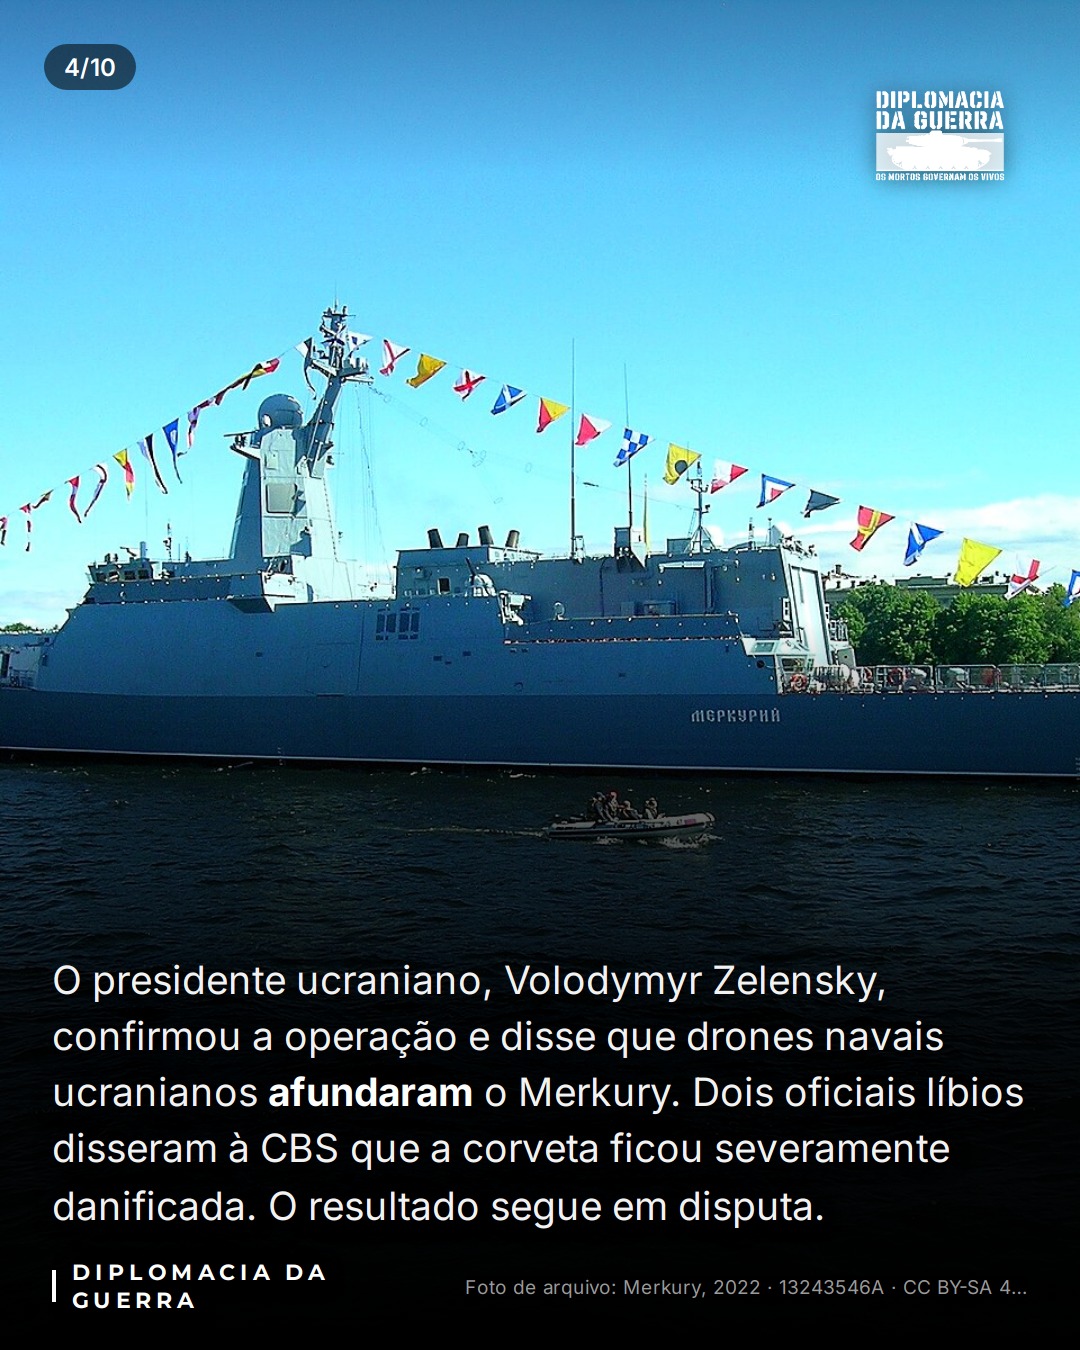 4/10
DIPLOMACIA
DA GUERRA
OS MORTOS GOVERNAM OS VIVOS
МЕРКУРИЙ
O presidente ucraniano, Volodymyr Zelensky,
confirmou a operação e disse que drones navais
ucranianos afundaram o Merkury. Dois oficiais líbios
disseram à CBS que a corveta ficou severamente
danificada. O resultado segue em disputa.
DIPLOMACIA DA
GUERRA
Foto de arquivo: Merkury, 2022 · 13243546A · CC BY-SA 4...